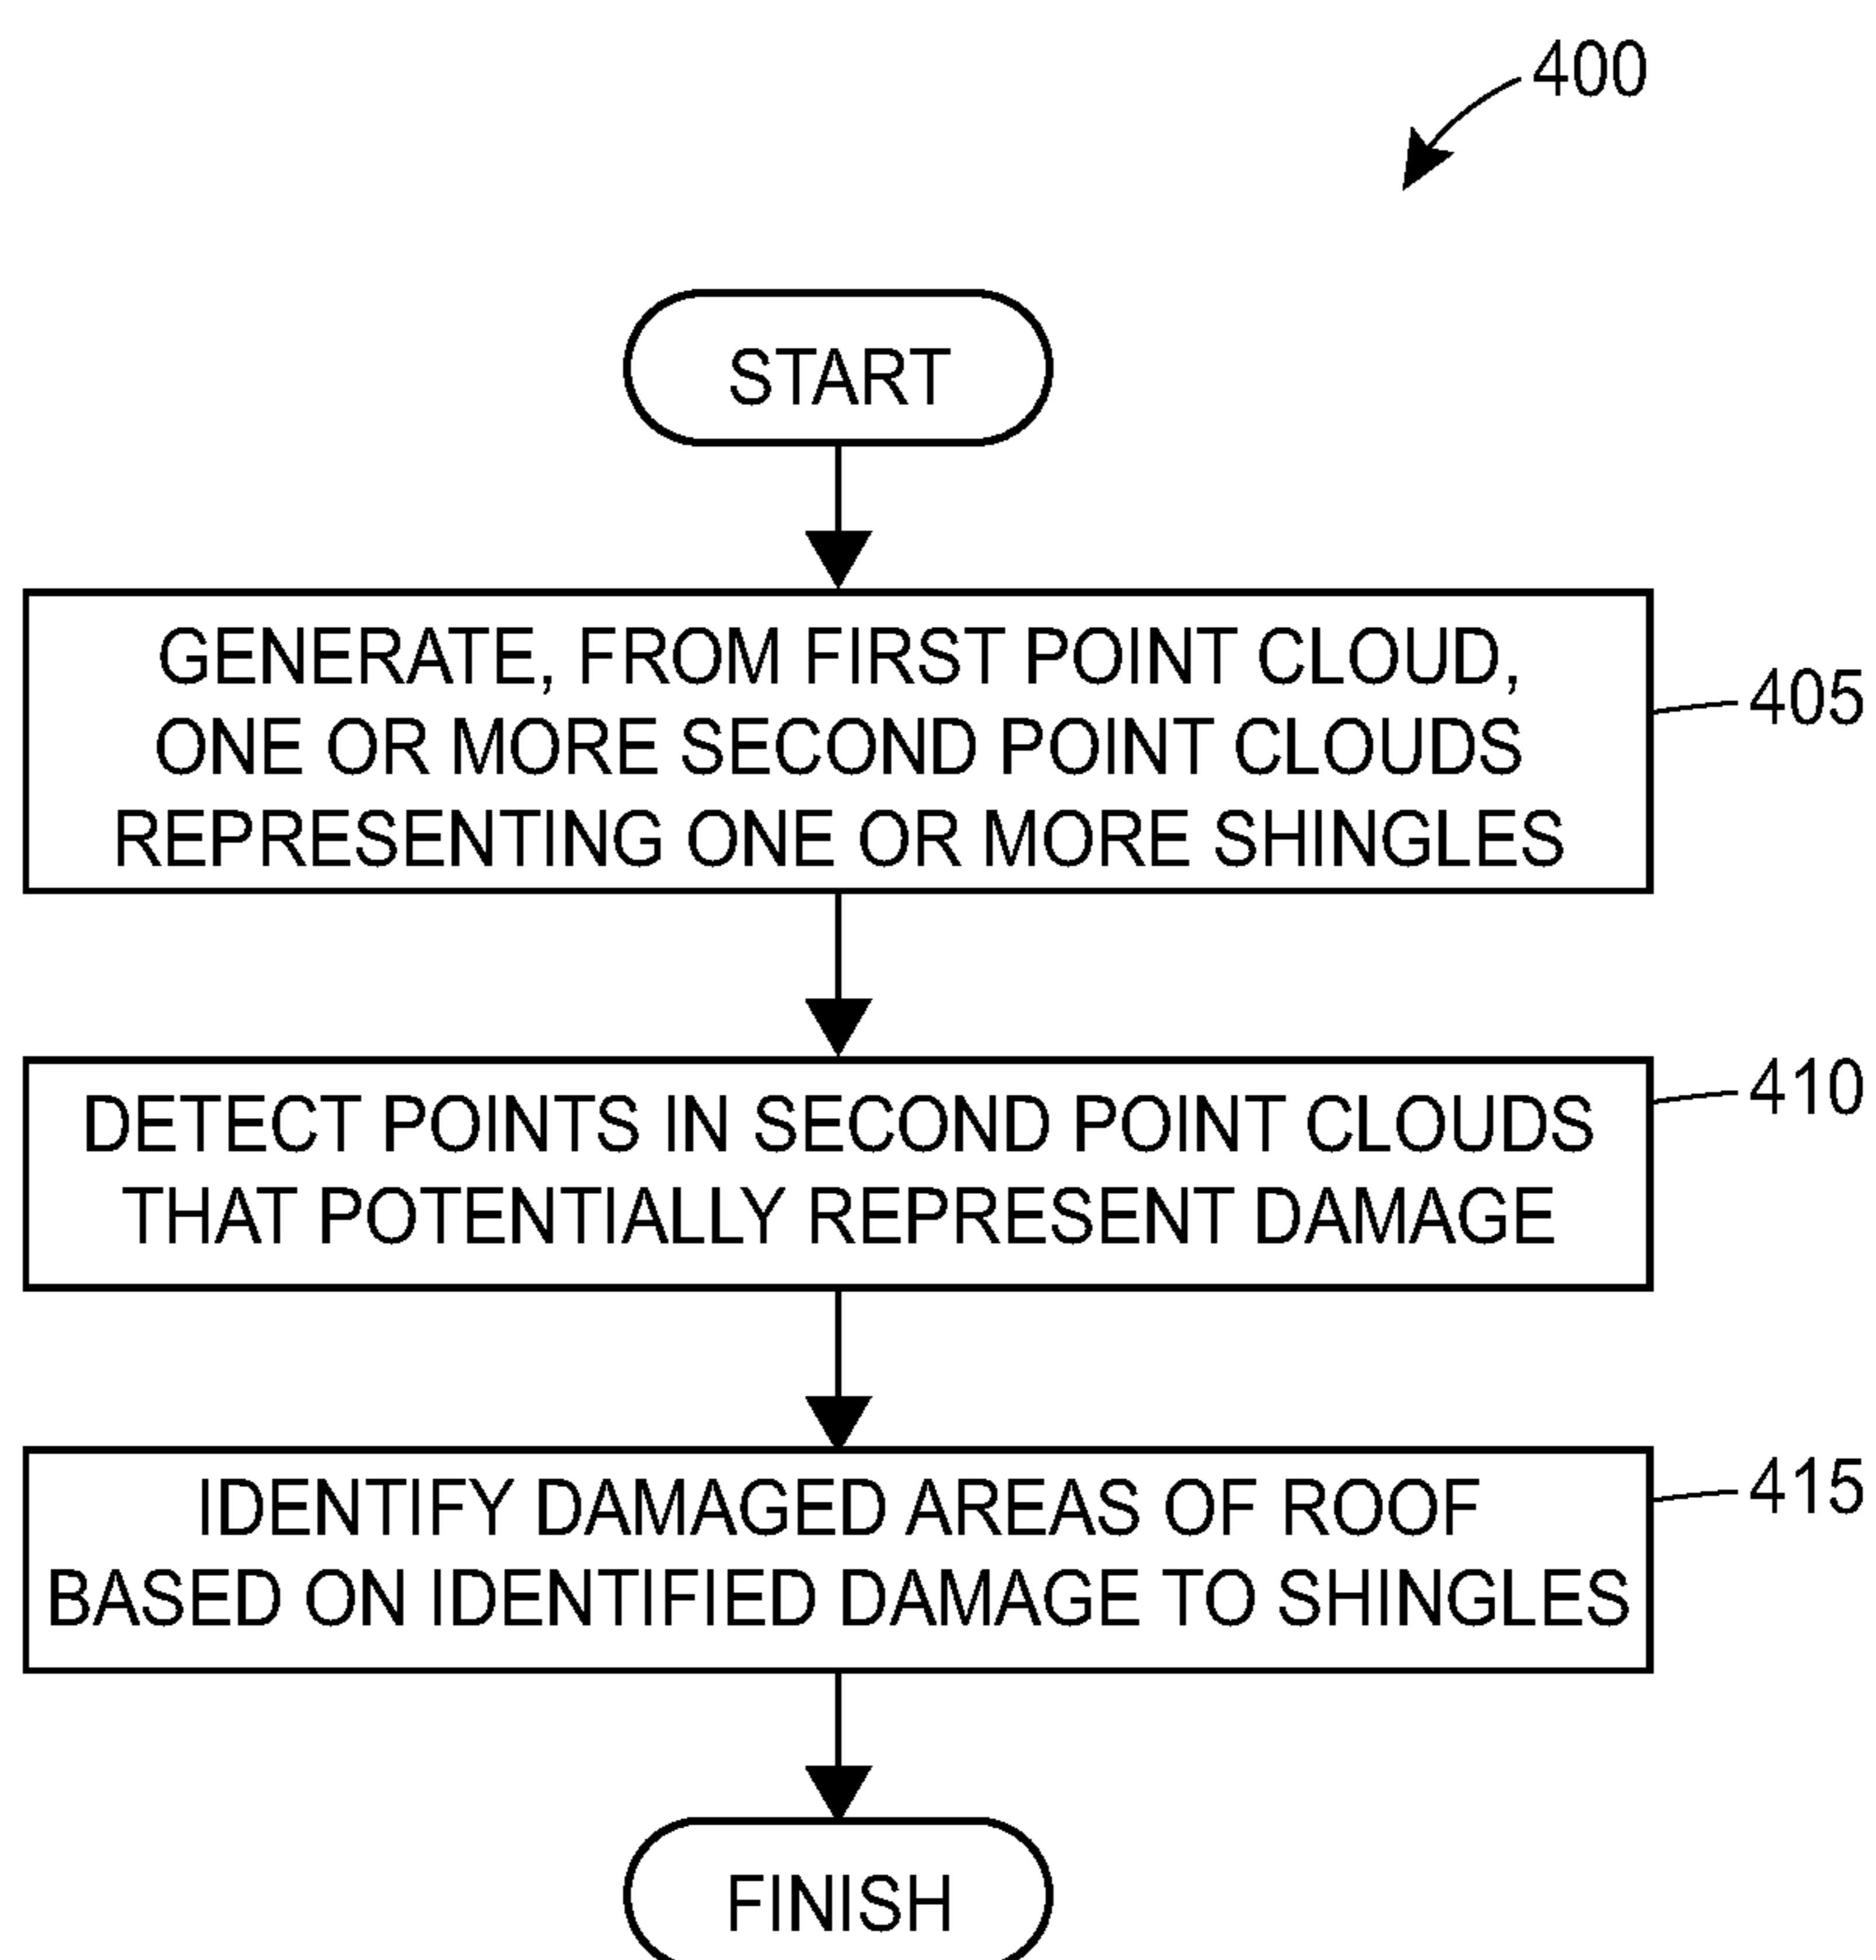 400
START
GENERATE, FROM FIRST POINT CLOUD,
ONE OR MORE SECOND POINT CLOUDS
REPRESENTING ONE OR MORE SHINGLES
405
DETECT POINTS IN SECOND POINT CLOUDS
THAT POTENTIALLY REPRESENT DAMAGE
410
IDENTIFY DAMAGED AREAS OF ROOF
BASED ON IDENTIFIED DAMAGE TO SHINGLES
415
FINISH